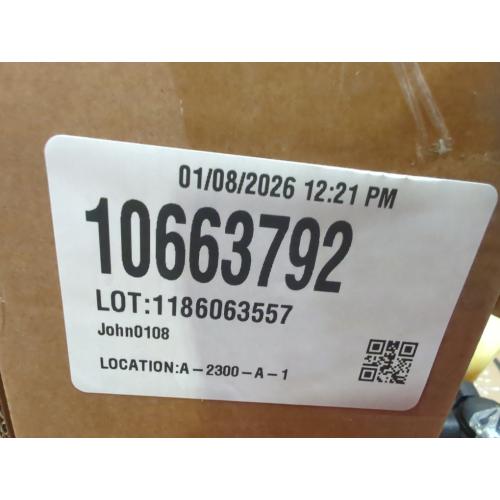 01/08/2026 12:21 PM
10663792
LOT:1186063557
John0108
LOCATION:A-2300-A-1